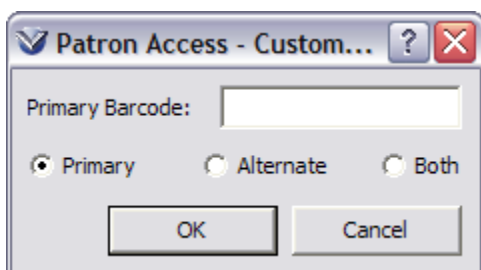 Patron Access - Custom...
Primary Barcode:
Primary Alternate Both
OK Cancel